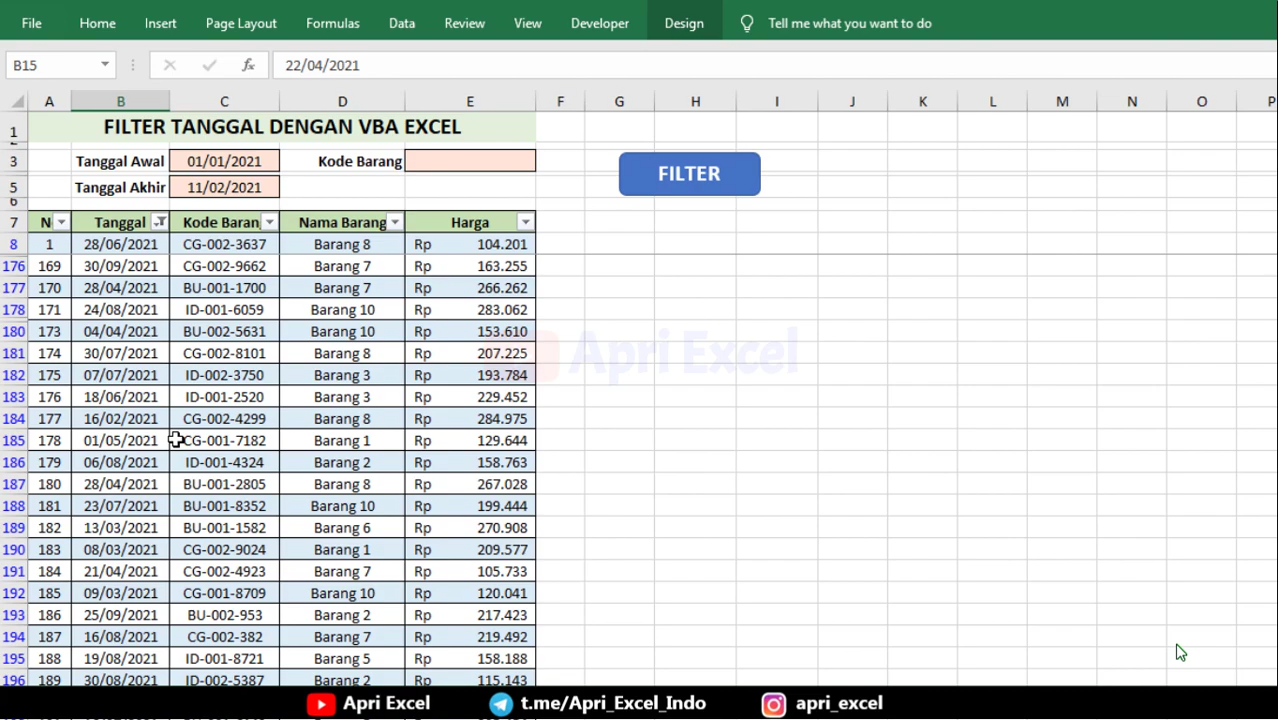 File Home Insert Page Layout Formulas Data Review View Developer Design Tell me what you want to do
B15 fx 22/04/2021
A B C D E F G H I J K L M N O P
1 FILTER TANGGAL DENGAN VBA EXCEL
3 Tanggal Awal 01/01/2021 Kode Barang FILTER
5 Tanggal Akhir 11/02/2021
6
7 N Tanggal Kode Baran Nama Barang Harga
8 1 28/06/2021 CG-002-3637 Barang 8 Rp 104.201
176 169 30/09/2021 CG-002-9662 Barang 7 Rp 163.255
177 170 28/04/2021 BU-001-1700 Barang 7 Rp 266.262
178 171 24/08/2021 ID-001-6059 Barang 10 Rp 283.062
180 173 04/04/2021 BU-002-5631 Barang 10 Rp 153.610
181 174 30/07/2021 CG-002-8101 Barang 8 Rp 207.225
Apri Excel
182 175 07/07/2021 ID-002-3750 Barang 3 Rp 193.784
183 176 18/06/2021 ID-001-2520 Barang 3 Rp 229.452
184 177 16/02/2021 CG-002-4299 Barang 8 Rp 284.975
185 178 01/05/2021 CG-001-7182 Barang 1 Rp 129.644
186 179 06/08/2021 ID-001-4324 Barang 2 Rp 158.763
187 180 28/04/2021 BU-001-2805 Barang 8 Rp 267.028
188 181 23/07/2021 BU-001-8352 Barang 10 Rp 199.444
189 182 13/03/2021 BU-001-1582 Barang 6 Rp 270.908
190 183 08/03/2021 CG-002-9024 Barang 1 Rp 209.577
191 184 21/04/2021 CG-002-4923 Barang 7 Rp 105.733
192 185 09/03/2021 CG-001-8709 Barang 10 Rp 120.041
193 186 25/09/2021 BU-002-953 Barang 2 Rp 217.423
194 187 16/08/2021 CG-002-382 Barang 7 Rp 219.492
195 188 19/08/2021 ID-001-8721 Barang 5 Rp 158.188
196 189 30/08/2021 ID-002-5387 Barang 2 Rp 115.143
Apri Excel t.me/Apri_Excel_Indo apri_excel